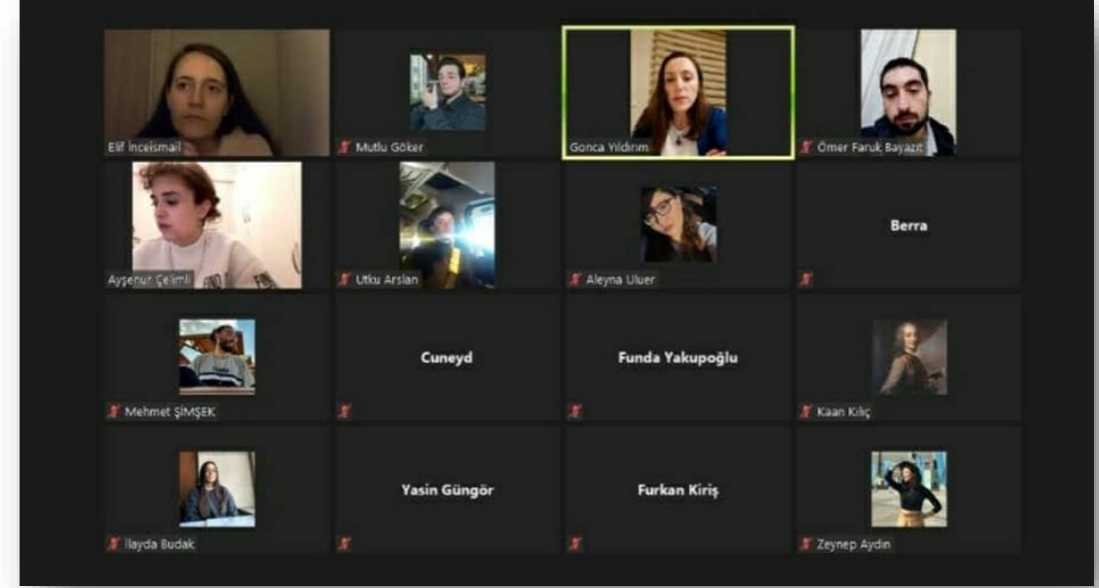 Elif İnceismail
Mutlu Göker
Gonca Yıldırım
Ömer Faruk Bayazıt
Ayşenur Çelimli
Utku Arslan
Aleyna Uluer
Berra
Mehmet ŞİMŞEK
Cuneyd
Funda Yakupoğlu
Kaan Kılıç
İlayda Budak
Yasin Güngör
Furkan Kiriş
Zeynep Aydın